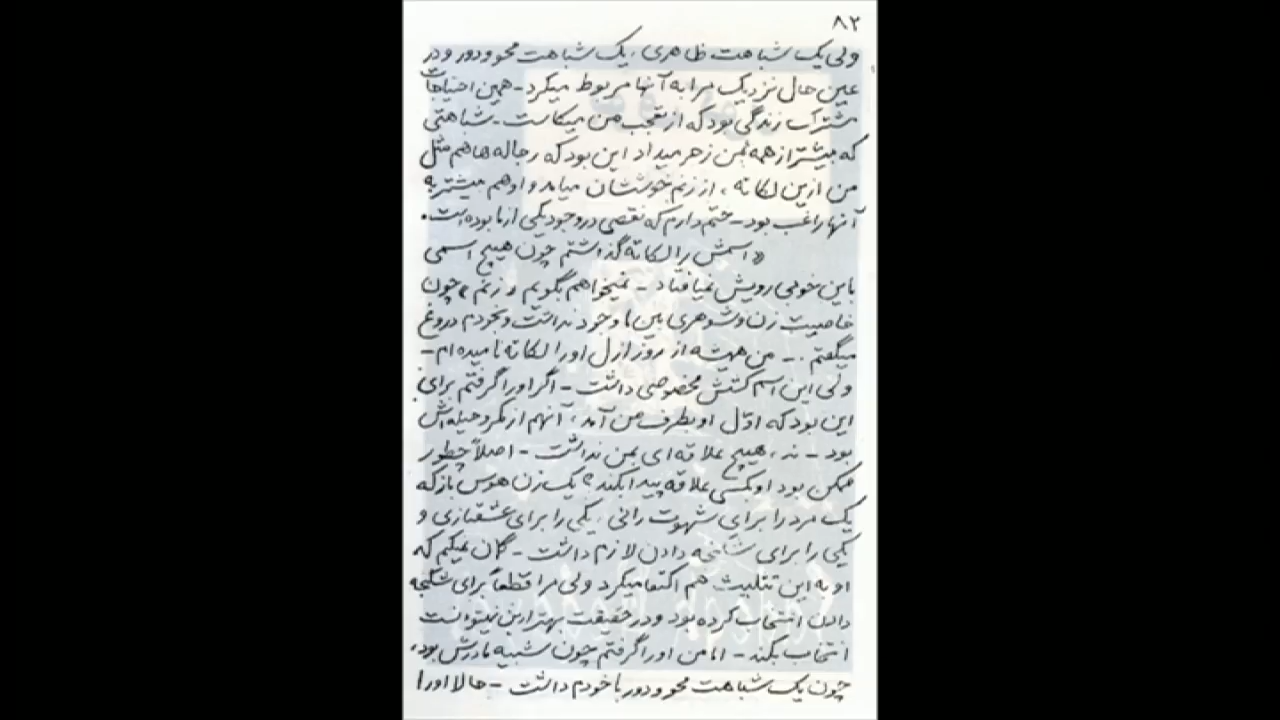 ۸۲
ولی یک شباهت ظاهری، یک شباهت محو و دور و در
عین حال نزدیک مرا به آنها مربوط میکرد - همین احتیاجات
مشترک زندگی بود که از تعجب من میکاست - شباهتی
که بیشتر از همه بمن زجر میداد این بود که رجاله ها هم مثل
من ازین لکاته، از زنم خوششان میامد و او هم بیشتر به
آنها راغب بود - حتم دارم که نقصی در وجود یکی از ما بوده است.
«اسمش را لکاته گذاشتم چون هیچ اسمی
باین خوبی رویش نمیافتاد - نمیخواهم بگویم «زنم» چون
خاصیت زن و شوهری بین ما وجود نداشت و بخودم دروغ
میگفتم. - من همیشه از روز ازل او را لکاته نامیده ام -
ولی این اسم کشش مخصوصی داشت - اگر او را گرفتم برای
این بود که اول او بطرف من آمد، آنهم از مکر و حیله اش
بود - نه، هیچ علاقه ای بمن نداشت - اصلاً چطور
ممکن بود او بکسی علاقه پیدا بکند؟ یک زن هوس باز که
یک مرد را برای شهوت رانی، یکی را برای عشقبازی و
یکی را برای شکنجه دادن لازم داشت - گمان نمیکنم که
او به این تثلیث هم اکتفا میکرد ولی مرا قطعاً برای شکنجه
دادن انتخاب کرده بود و در حقیقت بهتر ازین نمیتوانست
انتخاب بکند - اما من او را گرفتم چون شبیه مادرش بود،
چون یک شباهت محو و دور با خودم داشت - حالا او را